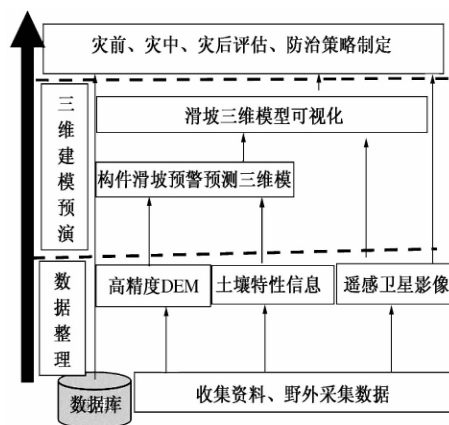 灾前、灾中、灾后评估、防治策略制定
三维建模预演
滑坡三维模型可视化
构件滑坡预警预测三维模
数据整理
高精度DEM
土壤特性信息
遥感卫星影像
数据库
收集资料、野外采集数据